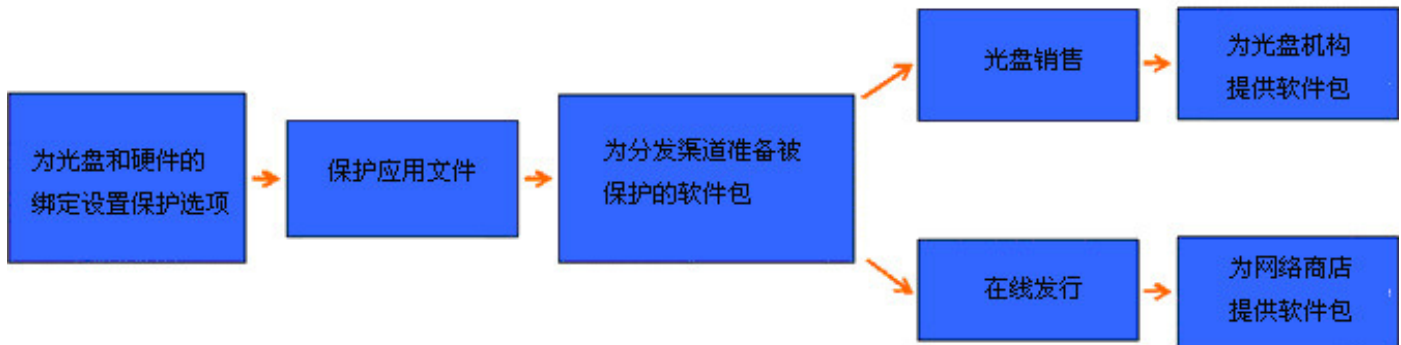 为光盘和硬件的
绑定设置保护选项
保护应用文件
为分发渠道准备被
保护的软件包
光盘销售
为光盘机构
提供软件包
在线发行
为网络商店
提供软件包